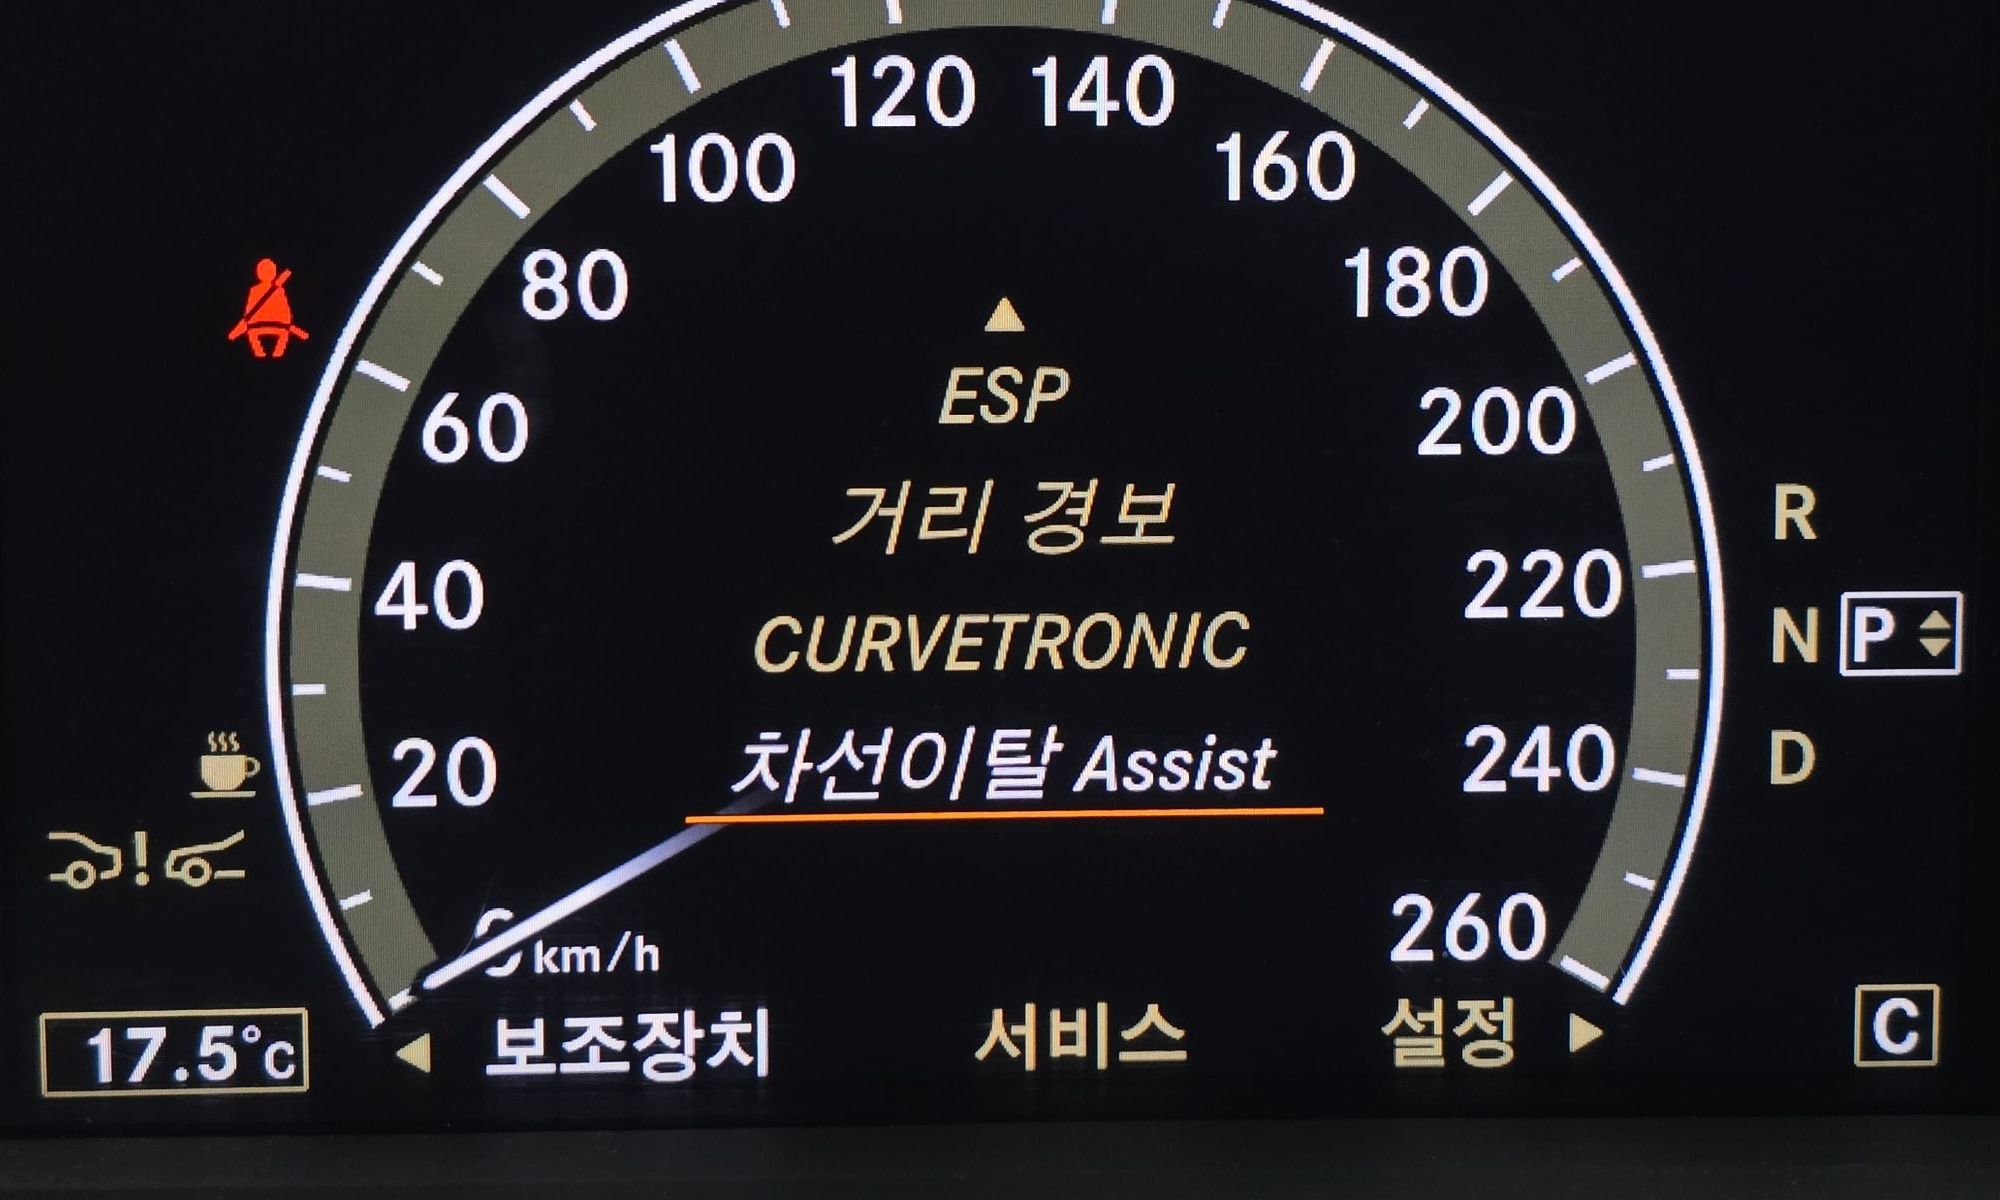 120 140
100 160
80 180
ESP
60 200
거리 경보
R
40 220
CURVETRONIC
N P
차선이탈 Assist
20 240
D
!
0 km/h 260
17.5°C
보조장치 서비스 설정
C